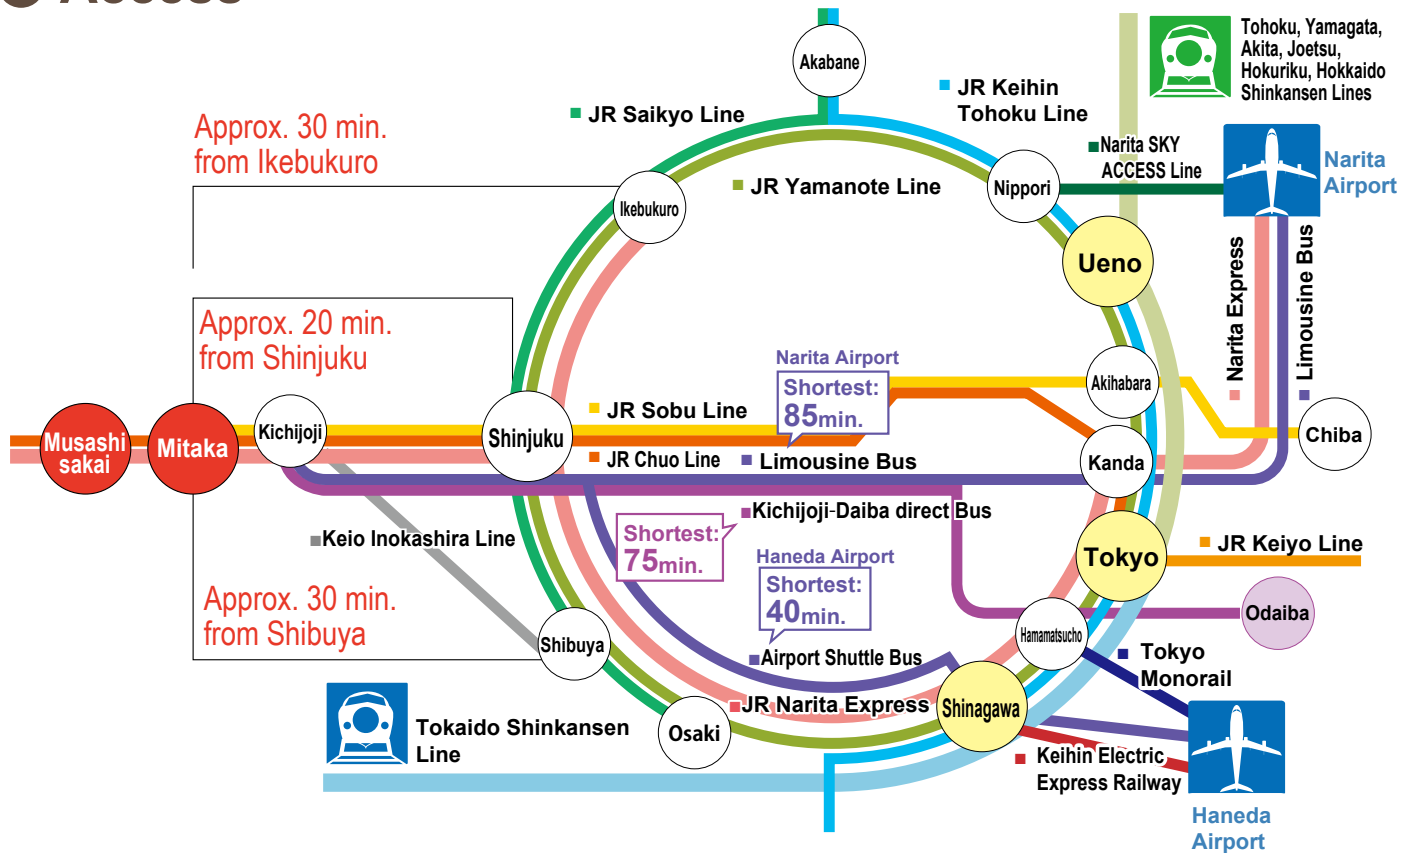 Access
Akabane
Tohoku, Yamagata,
Akita, Joetsu,
Hokuriku, Hokkaido
Shinkansen Lines
JR Keihin
Tohoku Line
JR Saikyo Line
Approx. 30 min.
from Ikebukuro
Narita SKY
ACCESS Line
Narita
Airport
JR Yamanote Line
Nippori
Ikebukuro
Ueno
Narita Express
Limousine Bus
Approx. 20 min.
from Shinjuku
Narita Airport
Shortest:
85min.
Akihabara
JR Sobu Line
Musashi
sakai
Mitaka
Kichijoji
Shinjuku
Chiba
JR Chuo Line
Limousine Bus
Kanda
Kichijoji-Daiba direct Bus
Shortest:
75min.
Keio Inokashira Line
Haneda Airport
Shortest:
40min.
Tokyo
JR Keiyo Line
Approx. 30 min.
from Shibuya
Odaiba
Shibuya
Hamamatsucho
Airport Shuttle Bus
Tokyo
Monorail
JR Narita Express
Shinagawa
Osaki
Tokaido Shinkansen
Line
Keihin Electric
Express Railway
Haneda
Airport